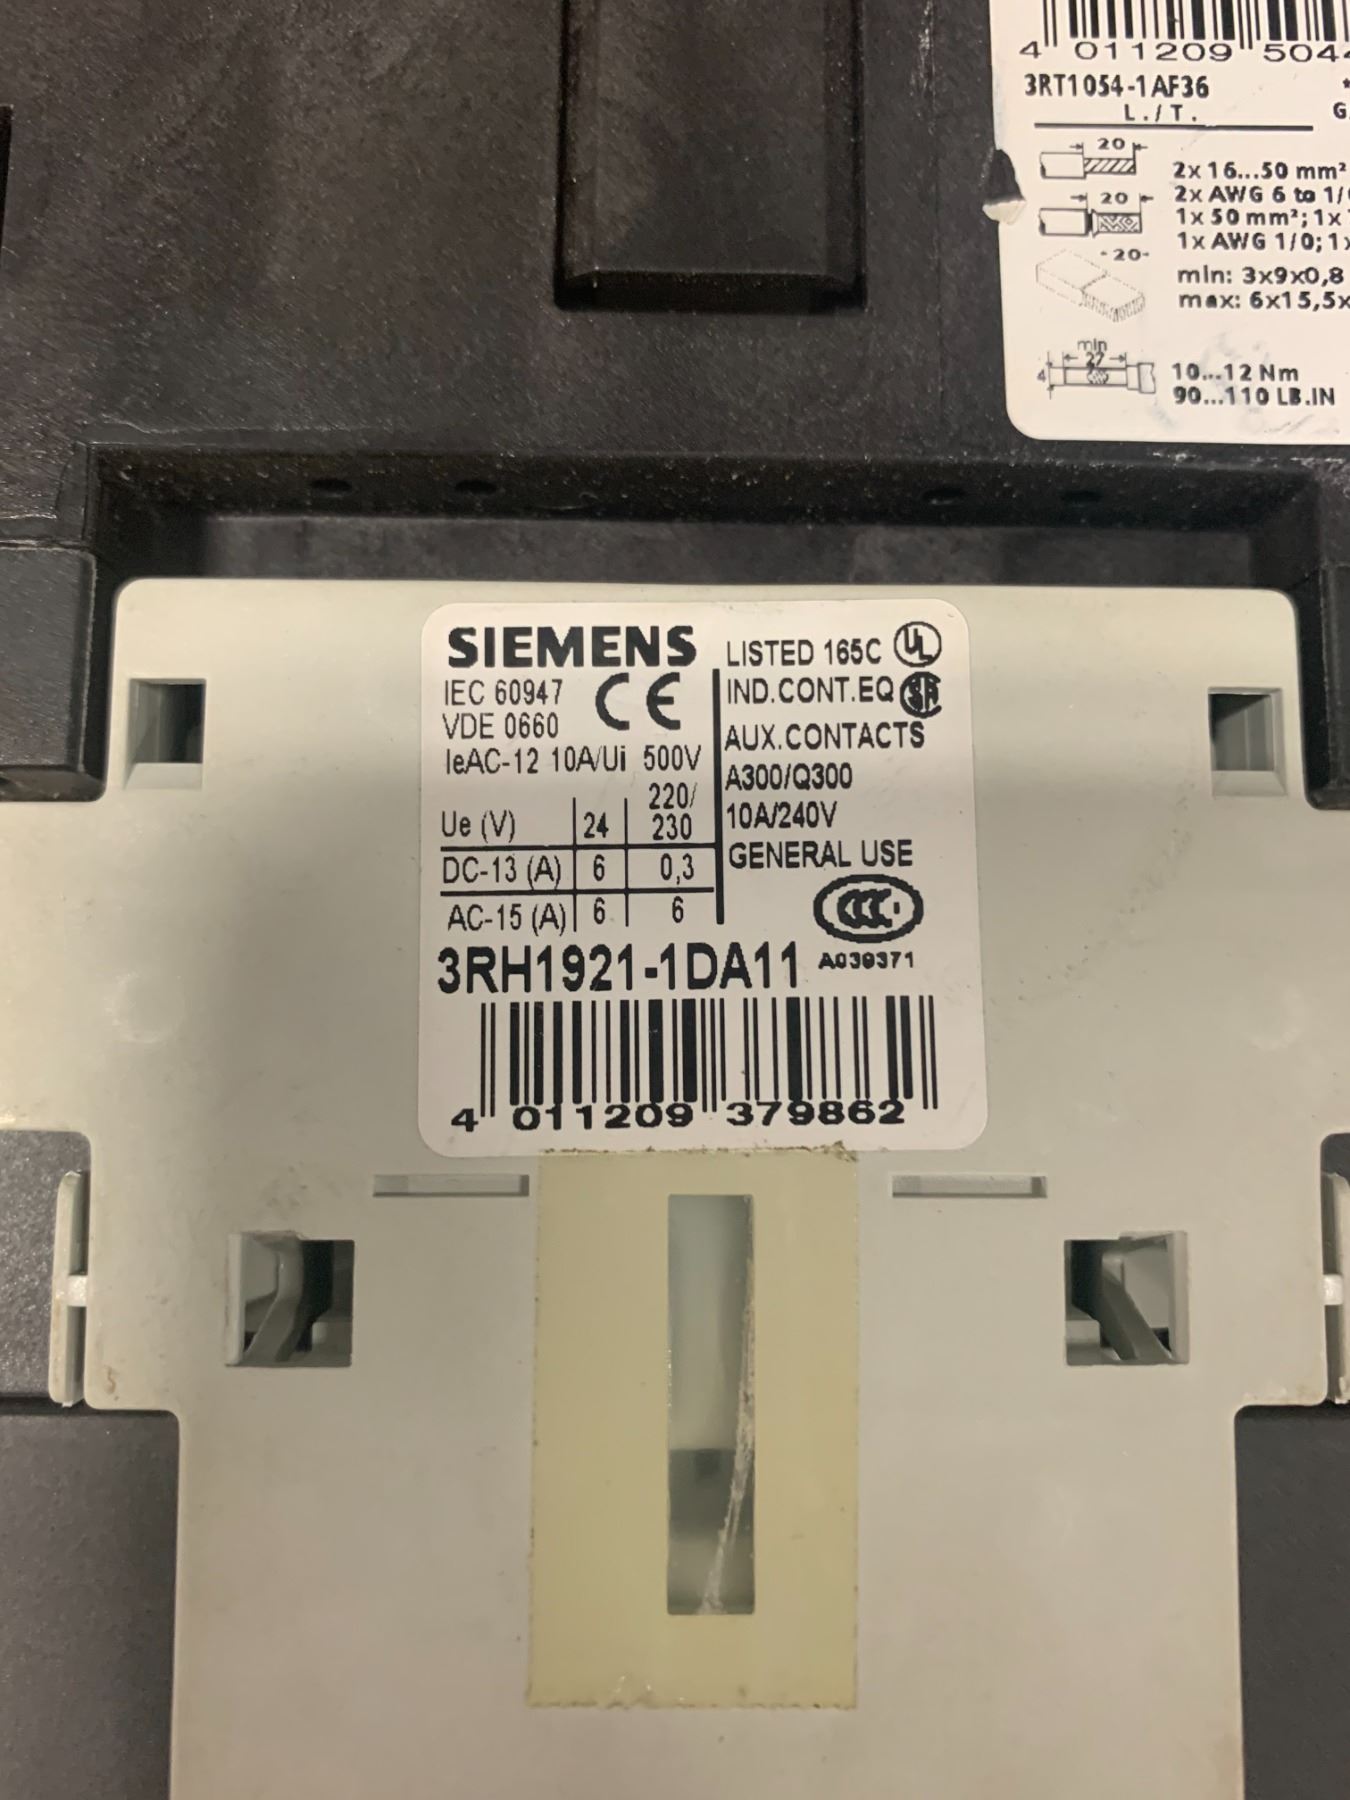 4 011209 504
3RT1054-1AF36 *
L./T. G
20
2x 16...50 mm²
2x AWG 6 to 1/
20
1x 50 mm²; 1x
1x AWG 1/0; 1x
-20-
min: 3x9x0,8
max: 6x15,5x
min
27
4
10...12 Nm
90...110 LB.IN
SIEMENS
IEC 60947 CE
VDE 0660
IeAC-12 10A/Ui 500V
Ue (V) 24 220/230
DC-13 (A) 6 0,3
AC-15 (A) 6 6
LISTED 165C UL
IND.CONT.EQ SA
AUX.CONTACTS
A300/Q300
10A/240V
GENERAL USE
CCC
3RH1921-1DA11 A039371
4 011209 379862